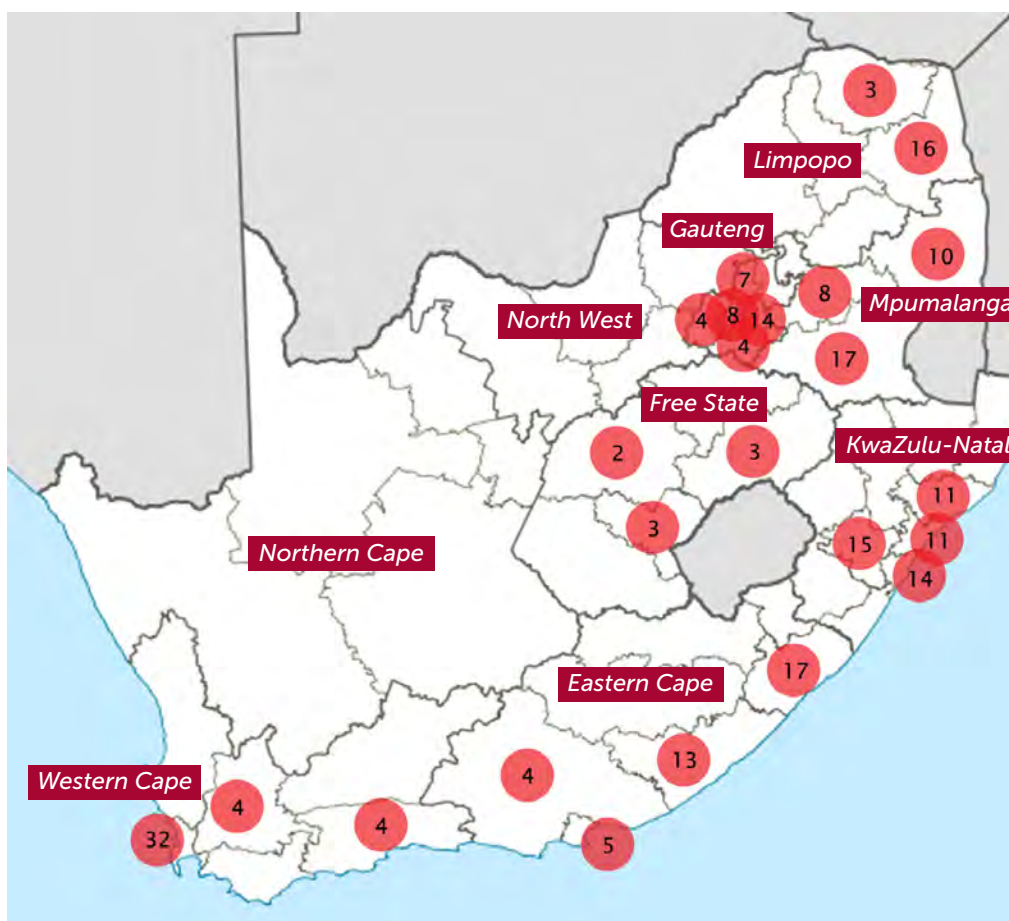 3
Limpopo
16
Gauteng
10
7
8
Mpumalanga
North West
4
8
14
4
17
Free State
2
3
KwaZulu-Natal
11
3
15
11
14
Northern Cape
17
Eastern Cape
13
Western Cape
4
4
4
32
5